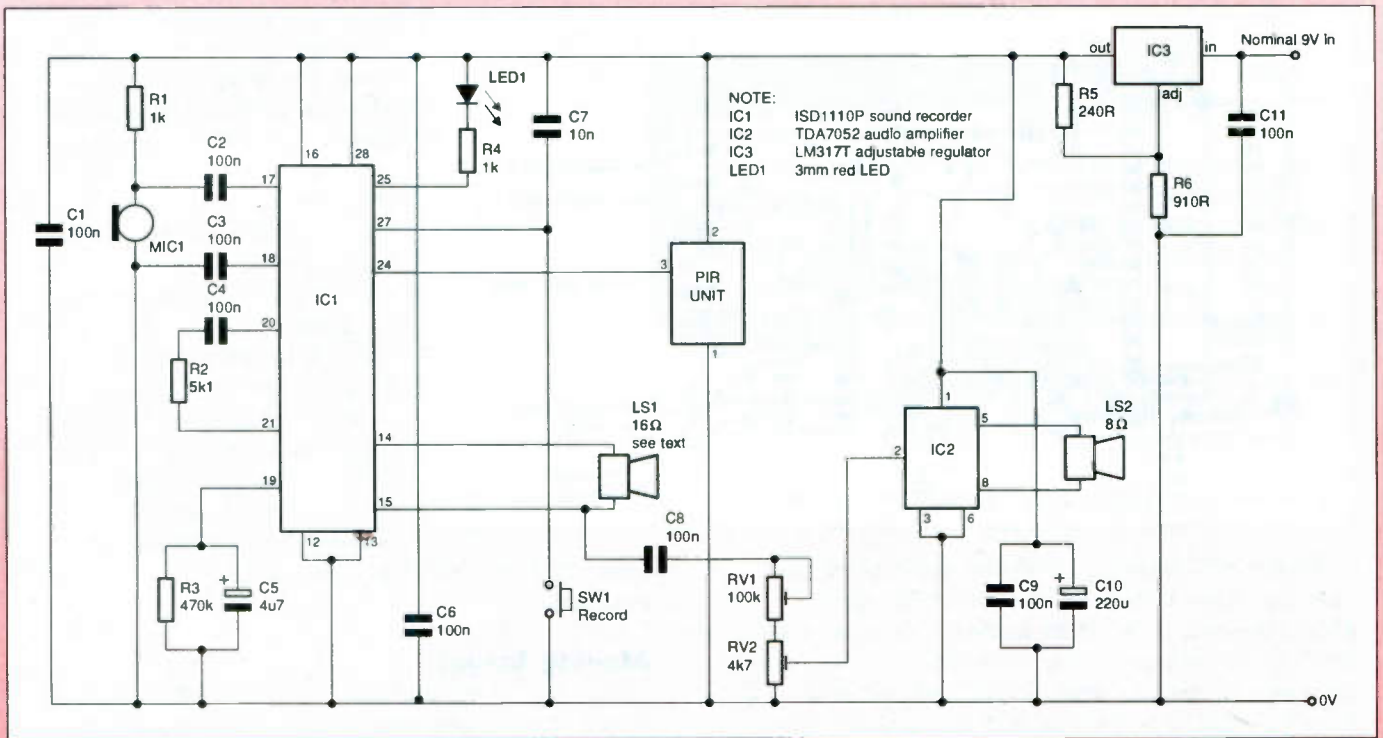 Nominal 9V in
out
IC3
in
adj
LED1
R1
1k
C7
10n
R5
240R
C11
100n
NOTE:
IC1 ISD1110P sound recorder
IC2 TDA7052 audio amplifier
IC3 LM317T adjustable regulator
LED1 3mm red LED
C2
100n
16
28
R4
1k
17
25
R6
910R
C1
100n
MIC1
C3
100n
27
18
24
3
2
PIR
UNIT
1
C4
100n
IC1
20
R2
5k1
21
LS1
16Ω
see text
14
1
LS2
8Ω
5
2
IC2
8
19
15
3
6
C8
100n
12
13
R3
470k
+
C5
4u7
C6
100n
SW1
Record
RV1
100k
RV2
4k7
C9
100n
+
C10
220u
0V